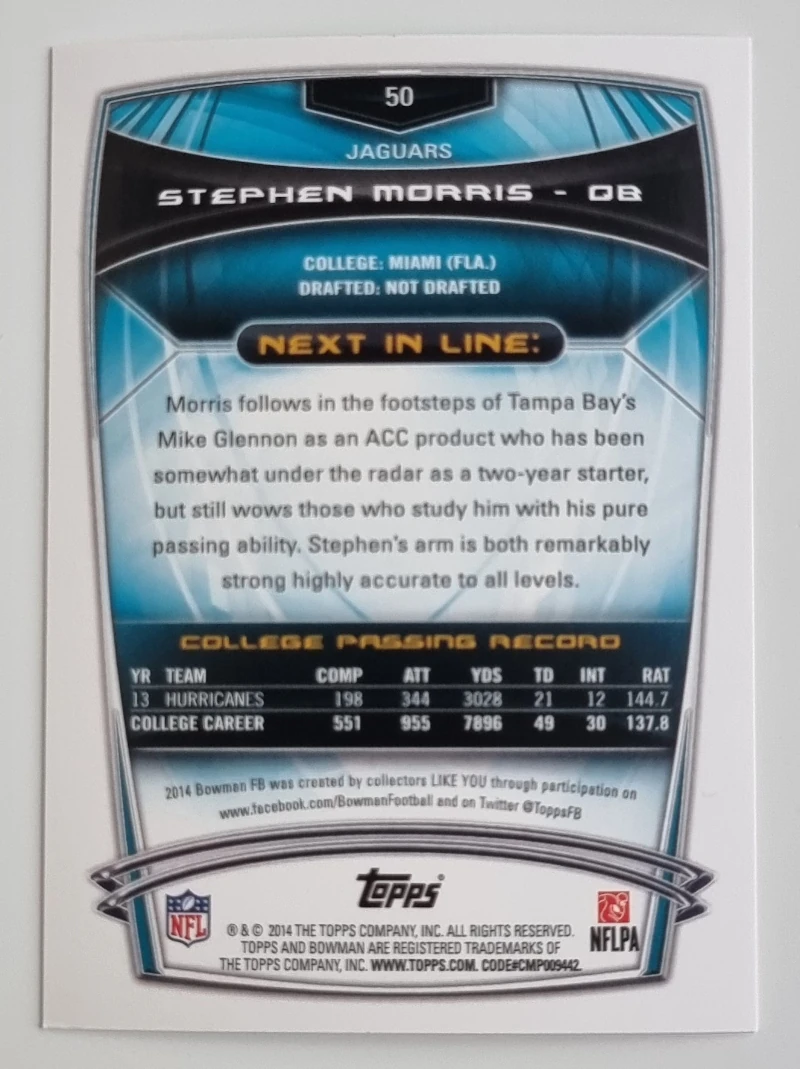 50
JAGUARS
STEPHEN MORRIS - QB
COLLEGE: MIAMI (FLA.)
DRAFTED: NOT DRAFTED
NEXT IN LINE:
Morris follows in the footsteps of Tampa Bay's
Mike Glennon as an ACC product who has been
somewhat under the radar as a two-year starter,
but still wows those who study him with his pure
passing ability. Stephen's arm is both remarkably
strong highly accurate to all levels.
COLLEGE PASSING RECORD
YR TEAM COMP ATT YDS TD INT RAT
13 HURRICANES 198 344 3028 21 12 144.7
COLLEGE CAREER 551 955 7896 49 30 137.8
2014 Bowman FB was created by collectors LIKE YOU through participation on
www.facebook.com/BowmanFootball and on Twitter @ToppsFB
Topps®
NFL
® & © 2014 THE TOPPS COMPANY, INC. ALL RIGHTS RESERVED.
TOPPS AND BOWMAN ARE REGISTERED TRADEMARKS OF
THE TOPPS COMPANY, INC. WWW.TOPPS.COM. CODE#CMP009442
NFLPA